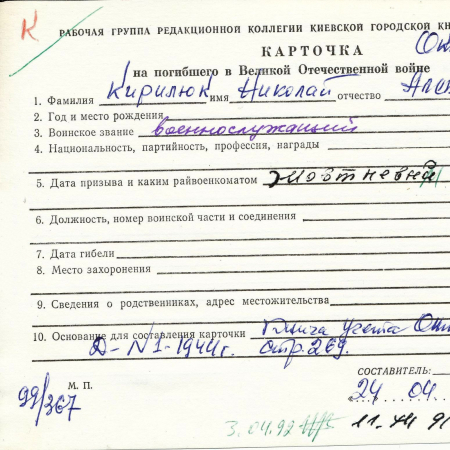 К
РАБОЧАЯ ГРУППА РЕДАКЦИОННОЙ КОЛЛЕГИИ КИЕВСКОЙ ГОРОДСКОЙ КН
КАРТОЧКА
на погибшего в Великой Отечественной войне
1. Фамилия Кирилюк имя Николай отчество
2. Год и место рождения
3. Воинское звание военнослужащий
4. Национальность, партийность, профессия, награды
5. Дата призыва и каким райвоенкоматом Жовтневый
6. Должность, номер воинской части и соединения
7. Дата гибели
8. Место захоронения
9. Сведения о родственниках, адрес местожительства
10. Основание для составления карточки Книга учета
Д-N1-1944г. стр. 269.
СОСТАВИТЕЛЬ:
М. П.
24 04
99/367
3.04.92